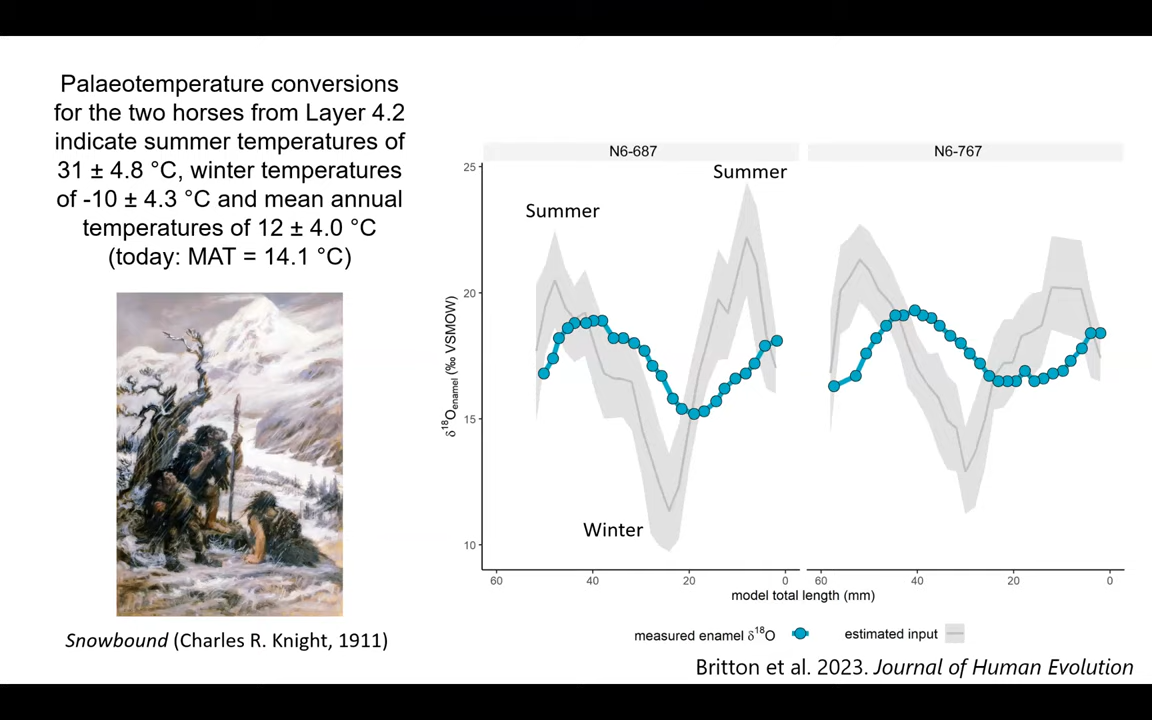 Palaeotemperature conversions
for the two horses from Layer 4.2
indicate summer temperatures of
31 ± 4.8 °C, winter temperatures
of -10 ± 4.3 °C and mean annual
temperatures of 12 ± 4.0 °C
(today: MAT = 14.1 °C)
Snowbound (Charles R. Knight, 1911)
N6-687
N6-767
Summer
Summer
Winter
25
20
15
10
δ¹⁸Oenamel (‰ VSMOW)
60
40
20
0
60
40
20
0
model total length (mm)
measured enamel δ¹⁸O
estimated input
Britton et al. 2023. Journal of Human Evolution